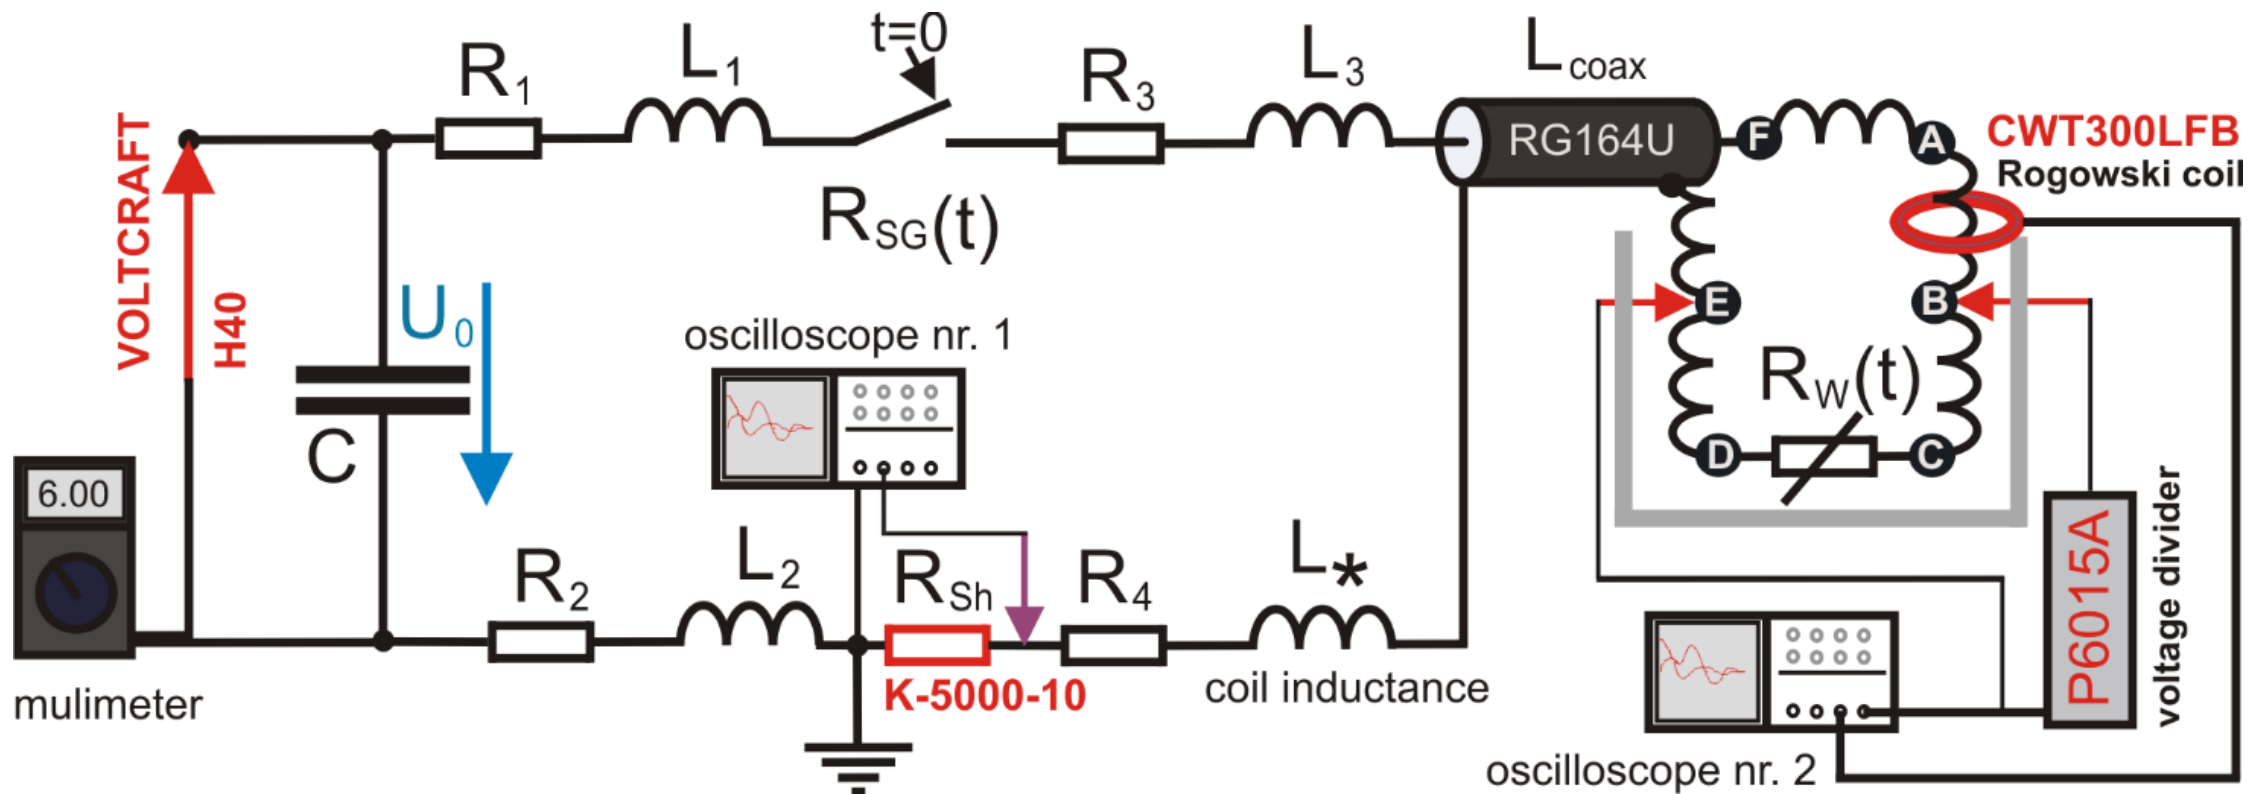 t=0
R1
L1
R3
L3
Lcoax
RG164U
F
A
CWT300LFB
Rogowski coil
VOLTCRAFT
H40
RSG(t)
U0
E
B
oscilloscope nr. 1
RW(t)
C
6.00
D
C
R2
L2
RSh
R4
L*
K-5000-10
coil inductance
P6015A
voltage divider
mulimeter
oscilloscope nr. 2